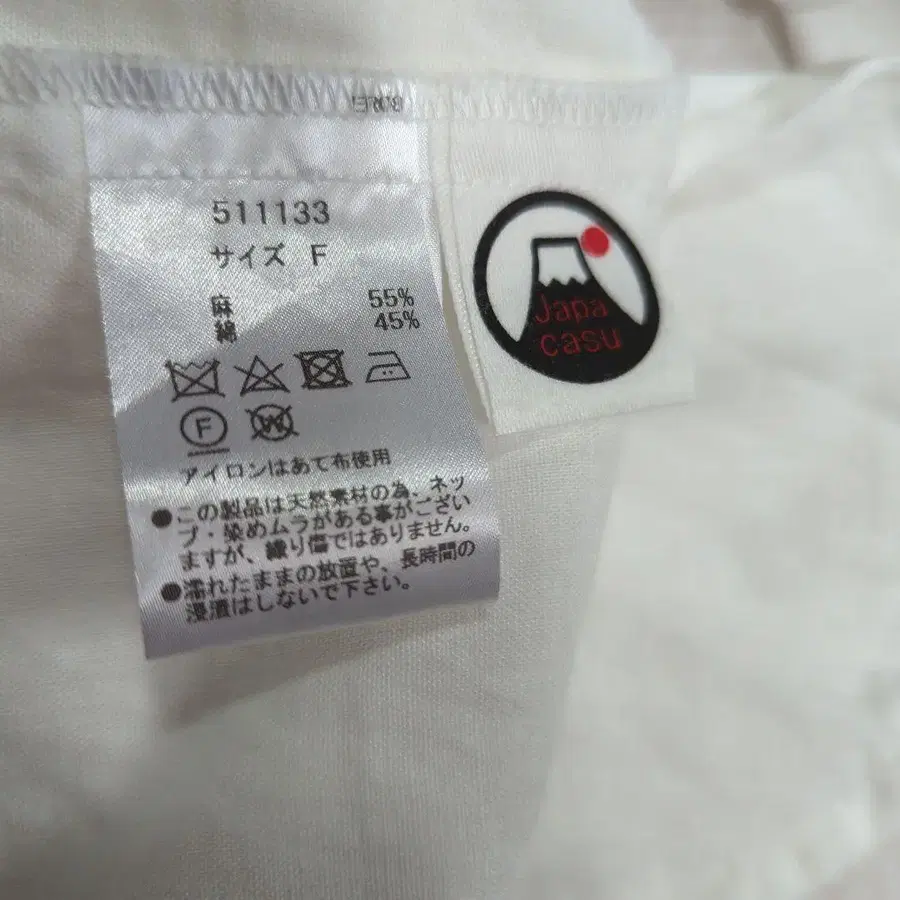 511133
サイズ F
麻 55%
綿 45%
F
W
アイロンはあて布使用
●この製品は天然素材の為、ネッ
プ・染めムラがある事がござい
ますが、織り傷ではありません。
●濡れたままの放置や、長時間の
浸漬はしないで下さい。
Japa
casu